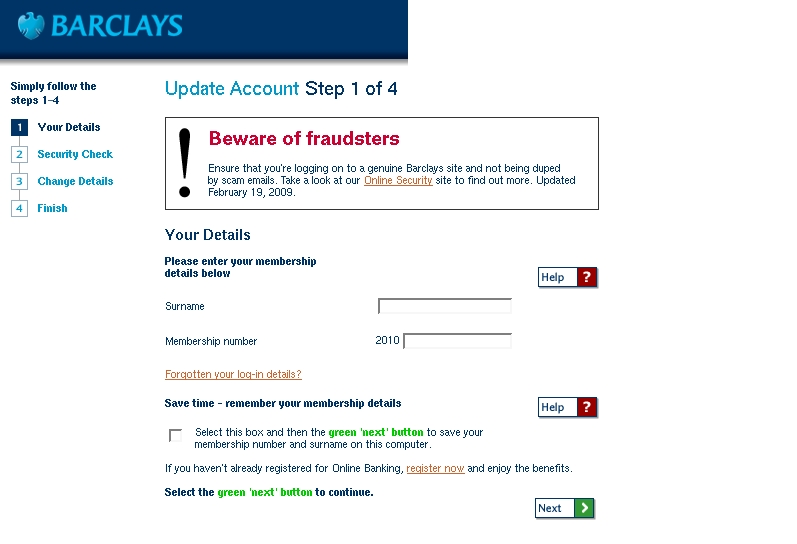 BARCLAYS
Simply follow the
steps 1-4
1 Your Details
2 Security Check
3 Change Details
4 Finish
Update Account Step 1 of 4
! Beware of fraudsters
Ensure that you're logging on to a genuine Barclays site and not being duped
by scam emails. Take a look at our Online Security site to find out more. Updated
February 19, 2009.
Your Details
Please enter your membership
details below
Help ?
Surname
Membership number 2010
Forgotten your log-in details?
Save time - remember your membership details
Help ?
Select this box and then the green 'next' button to save your
membership number and surname on this computer.
If you haven't already registered for Online Banking, register now and enjoy the benefits.
Select the green 'next' button to continue.
Next